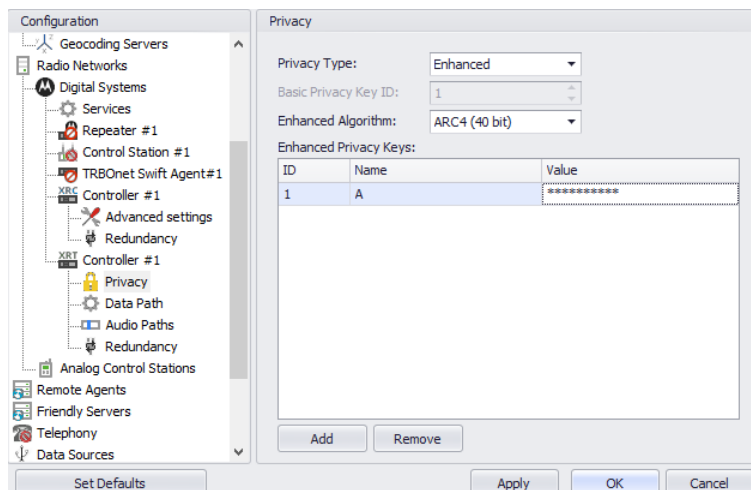 Configuration
Geocoding Servers
Radio Networks
Digital Systems
Services
Repeater #1
Control Station #1
TRBOnet Swift Agent#1
XRC Controller #1
Advanced settings
Redundancy
XRT Controller #1
Privacy
Data Path
Audio Paths
Redundancy
Analog Control Stations
Remote Agents
Friendly Servers
Telephony
Data Sources
Set Defaults
Privacy
Privacy Type: Enhanced
Basic Privacy Key ID: 1
Enhanced Algorithm: ARC4 (40 bit)
Enhanced Privacy Keys:
ID Name Value
1 A **********
Add Remove
Apply OK Cancel